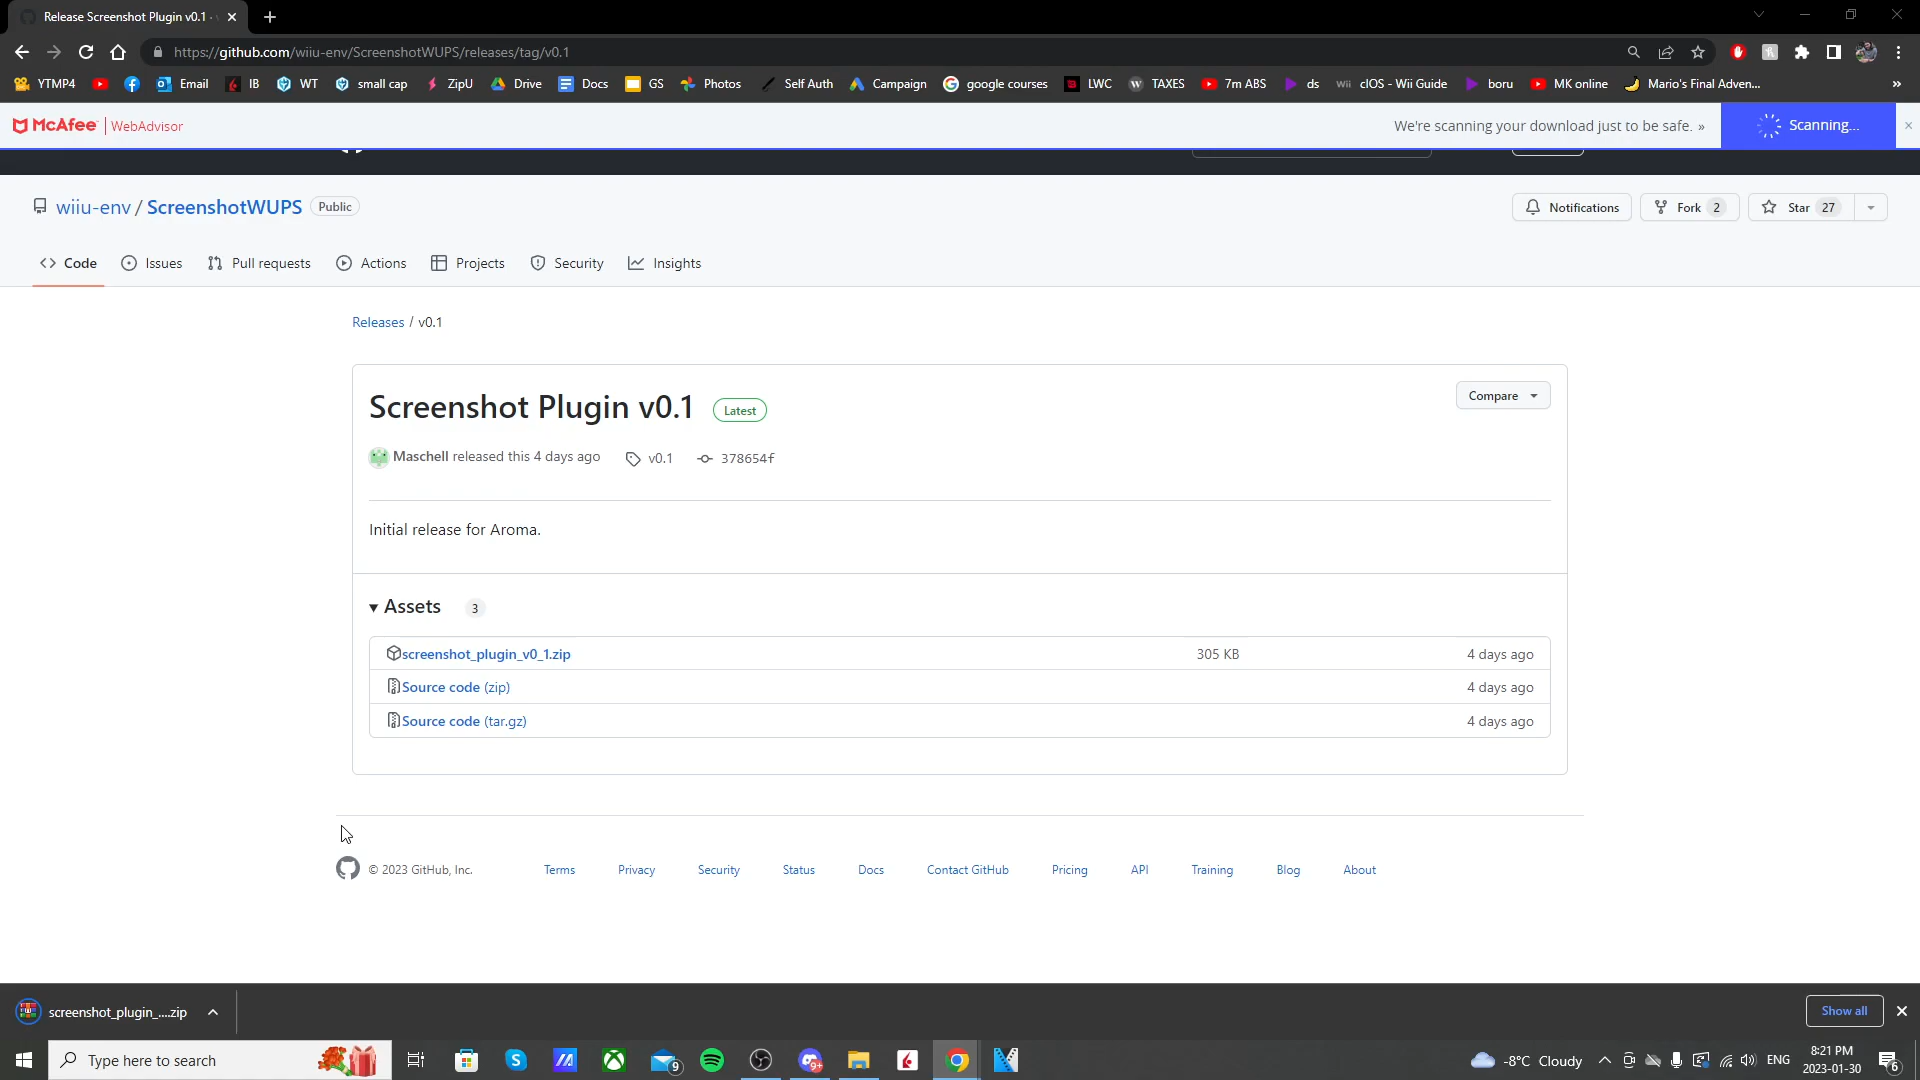 Release Screenshot Plugin v0.1 ·
https://github.com/wiiu-env/ScreenshotWUPS/releases/tag/v0.1
YTMP4 Email IB WT small cap ZipU Drive Docs GS Photos Self Auth Campaign google courses LWC TAXES 7m ABS ds Wii cIOS - Wii Guide boru MK online Mario's Final Adven... »
McAfee | WebAdvisor We're scanning your download just to be safe. » Scanning... ×
wiiu-env / ScreenshotWUPS Public Notifications Fork 2 Star 27
Code Issues Pull requests Actions Projects Security Insights
Releases / v0.1
Screenshot Plugin v0.1 Latest Compare
Maschell released this 4 days ago v0.1 378654f
Initial release for Aroma.
Assets 3
screenshot_plugin_v0_1.zip 305 KB 4 days ago
Source code (zip) 4 days ago
Source code (tar.gz) 4 days ago
© 2023 GitHub, Inc. Terms Privacy Security Status Docs Contact GitHub Pricing API Training Blog About
screenshot_plugin_....zip Show all
Type here to search 9 9+ -8°C Cloudy ENG 8:21 PM
2023-01-30 6